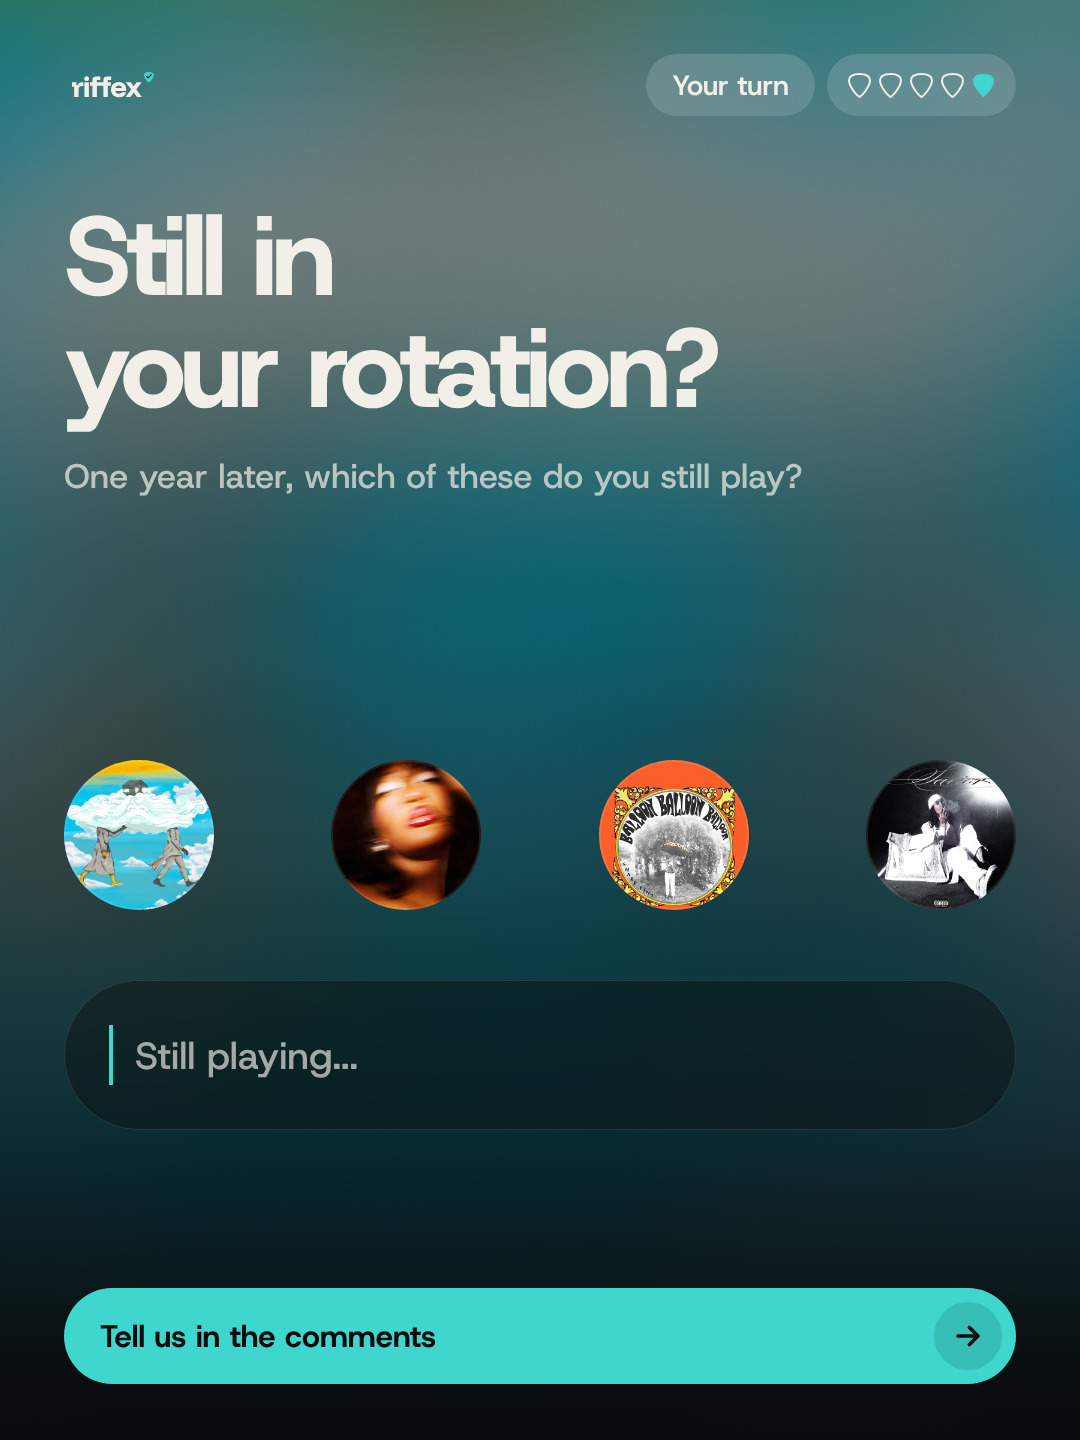 riffex
Your turn
Still in
your rotation?
One year later, which of these do you still play?
BALLOON BALLOON BALLOON
Still playing...
Tell us in the comments